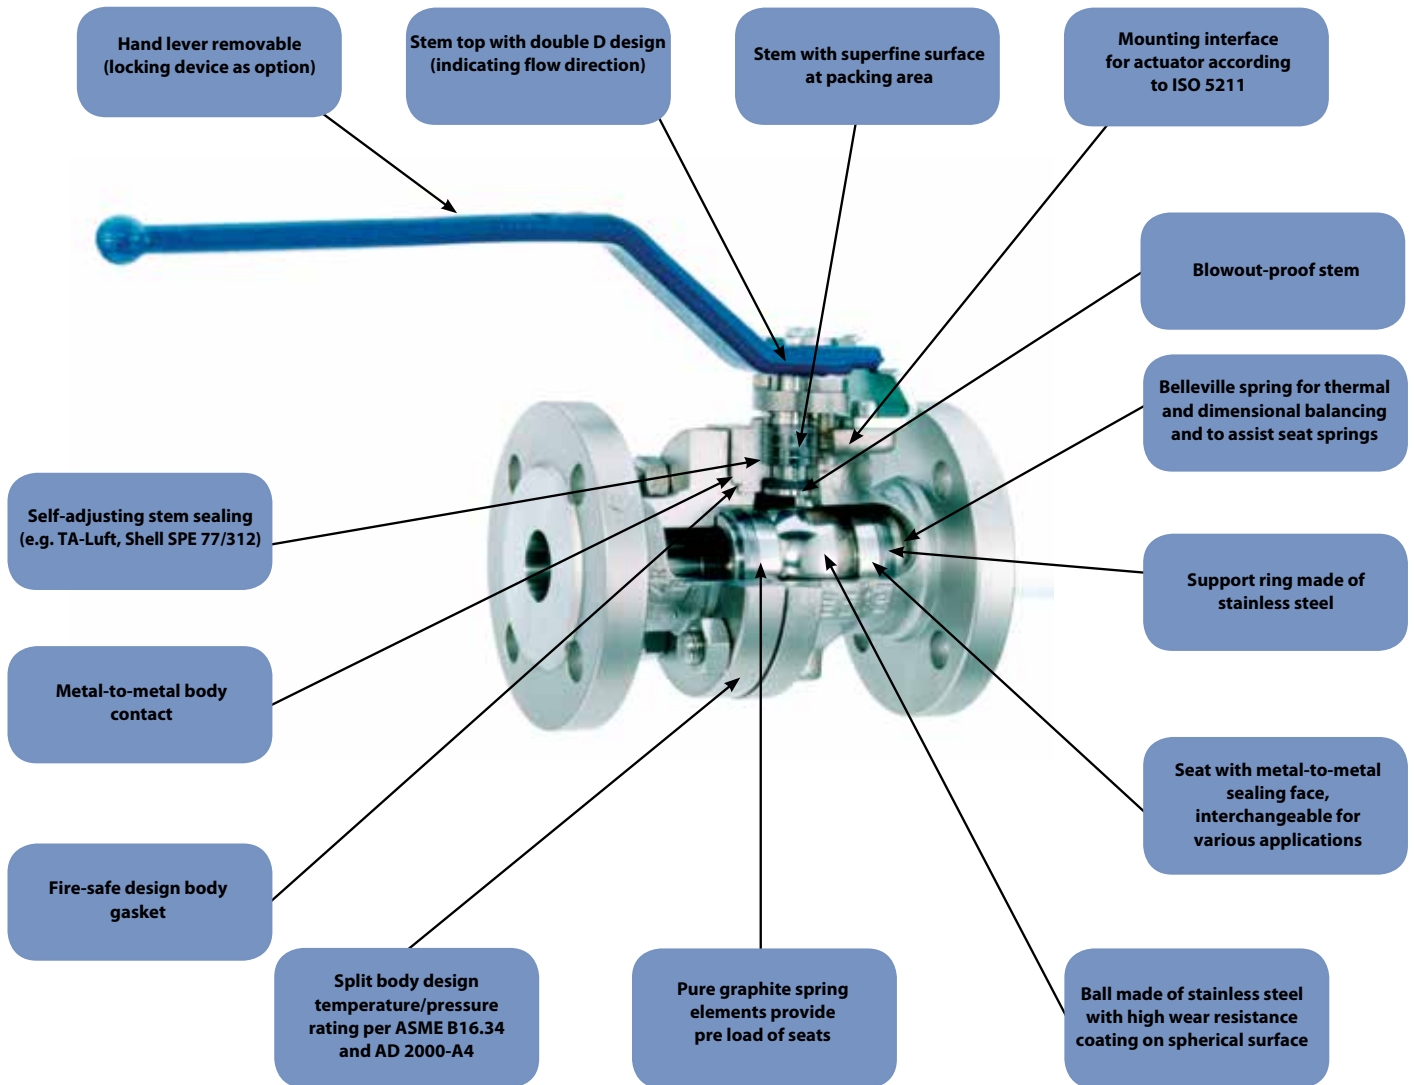 Hand lever removable
(locking device as option)
Stem top with double D design
(indicating flow direction)
Stem with superfine surface
at packing area
Mounting interface
for actuator according
to ISO 5211
Blowout-proof stem
Belleville spring for thermal
and dimensional balancing
and to assist seat springs
Self-adjusting stem sealing
(e.g. TA-Luft, Shell SPE 77/312)
Support ring made of
stainless steel
Metal-to-metal body
contact
Seat with metal-to-metal
sealing face,
interchangeable for
various applications
Fire-safe design body
gasket
Split body design
temperature/pressure
rating per ASME B16.34
and AD 2000-A4
Pure graphite spring
elements provide
pre load of seats
Ball made of stainless steel
with high wear resistance
coating on spherical surface